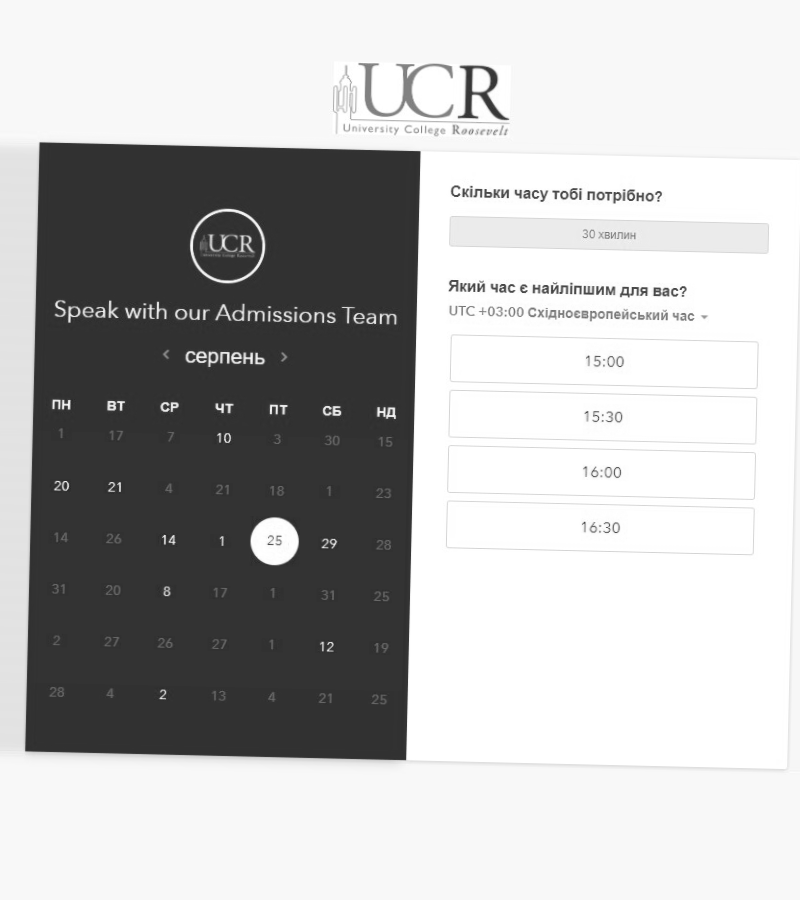 UCR
University College Roosevelt
UCR
University College Roosevelt
Speak with our Admissions Team
серпень
ПН ВТ СР ЧТ ПТ СБ НД
1 17 7 10 3 30 15
20 21 4 21 18 1 23
14 26 14 1 25 29 28
31 20 8 17 1 31 25
2 27 26 27 1 12 19
28 4 2 13 4 21 25
Скільки часу тобі потрібно?
30 хвилин
Який час є найліпшим для вас?
UTC +03:00 Східноєвропейський час
15:00
15:30
16:00
16:30